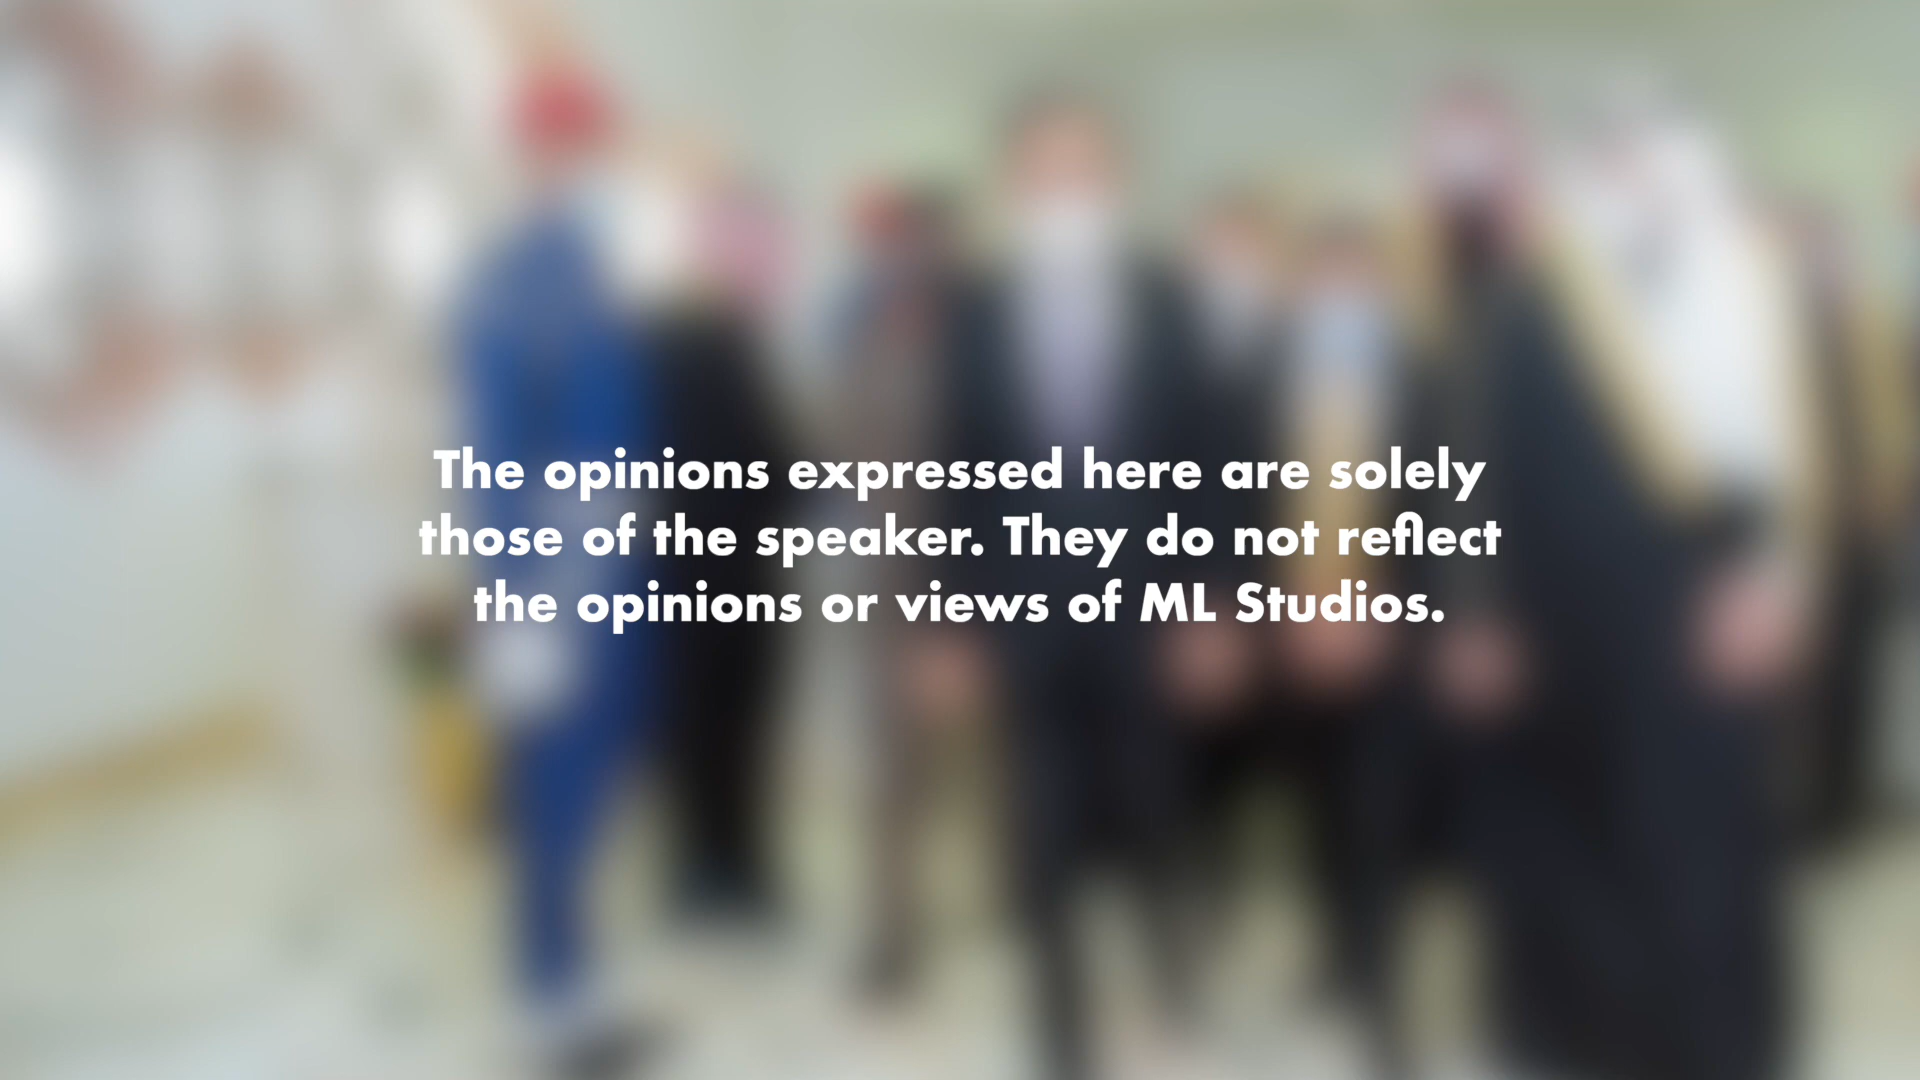 The opinions expressed here are solely
those of the speaker. They do not reflect
the opinions or views of ML Studios.